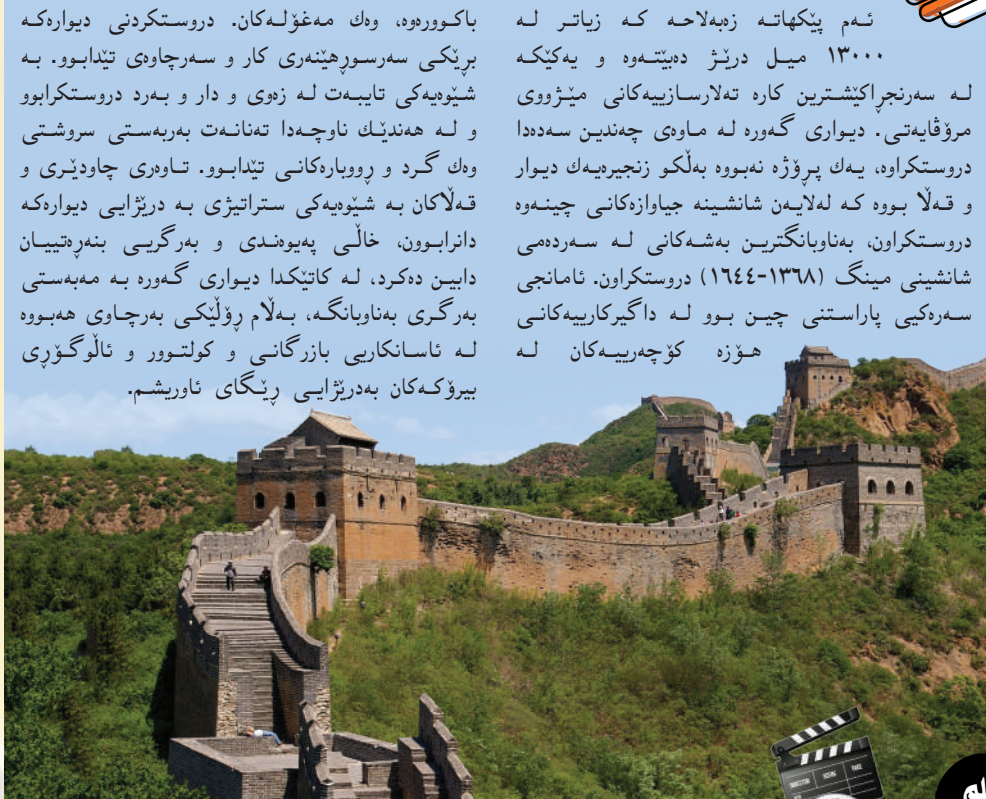 ئەم پێکهاتە زەبەلاحە کە زیاتر لە
١٣٠٠٠ میل درێژ دەبێتەوە و یەکێکە
لە سەرنجڕاکێشترین کارە تەلارسازییەکانی مێژووی
مرۆڤایەتی. دیواری گەورە لە ماوەی چەندین سەدەدا
دروستکراوە، یەك پرۆژە نەبووە بەڵکو زنجیرەیەك دیوار
و قەڵا بووە کە لەلایەن شانشینە جیاوازەکانی چینەوە
دروستکراون، بەناوبانگترین بەشەکانی لە سەردەمی
شانشینی مینگ (١٣٦٨-١٦٤٤) دروستکراون. ئامانجی
سەرەکیی پاراستنی چین بوو لە داگیرکارییەکانی
هۆزە کۆچەرییەکان لە
باکوورەوە، وەك مەغۆلەکان. دروستکردنی دیوارەکە
بڕێکی سەرسوڕهێنەری کار و سەرچاوەی تێدابوو. بە
شێوەیەکی تایبەت لە زەوی و دار و بەرد دروستکرابوو
و لە هەندێك ناوچەدا تەنانەت بەربەستی سروشتی
وەك گرد و ڕووبارەکانی تێدابوو. تاوەری چاودێری و
قەڵاکان بە شێوەیەکی ستراتیژی بە درێژایی دیوارەکە
دانرابوون، خاڵی پەیوەندی و بەرگریی بنەڕەتییان
دابین دەکرد، لە کاتێکدا دیواری گەورە بە مەبەستی
بەرگری بەناوبانگە، بەڵام ڕۆڵێکی بەرچاوی هەبووە
لە ئاسانکاریی بازرگانی و کولتوور و ئاڵوگۆڕی
بیرۆکەکان بەدرێژایی ڕێگای ئاوریشم.